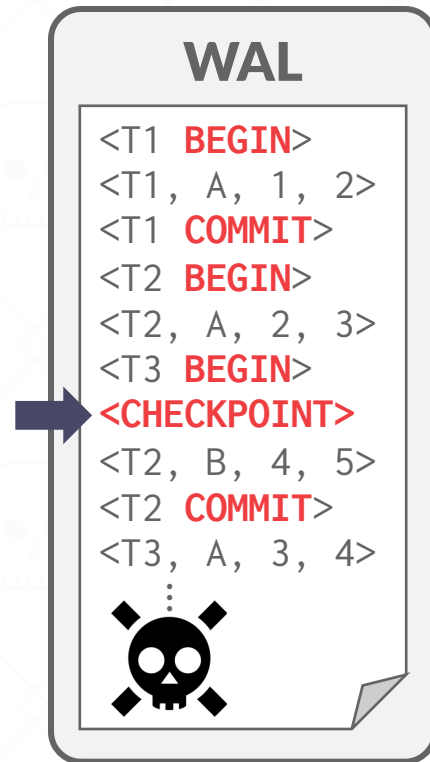 WAL
<T1 BEGIN>
<T1, A, 1, 2>
<T1 COMMIT>
<T2 BEGIN>
<T2, A, 2, 3>
<T3 BEGIN>
<CHECKPOINT>
<T2, B, 4, 5>
<T2 COMMIT>
<T3, A, 3, 4>
⋮